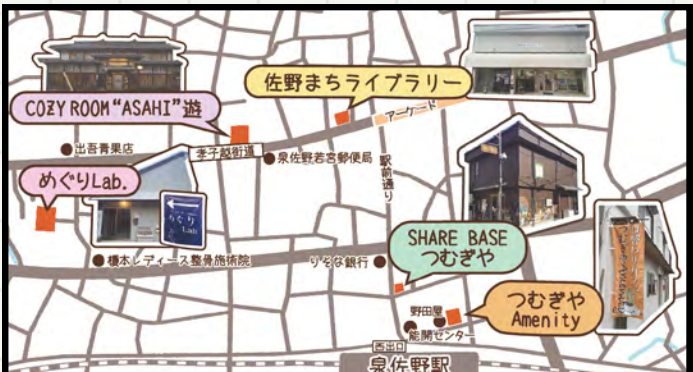 COZY ROOM“ASAHI”遊
佐野まちライブラリー
アーケード
出吾青果店
孝子越街道
泉佐野若宮郵便局
駅前通り
めぐりLab.
めぐり
Lab
橋本レディース整骨施術院
りそな銀行
SHARE BASE
つむぎや
野田屋
能開センター
つむぎや
Amenity
西出口
泉佐野駅